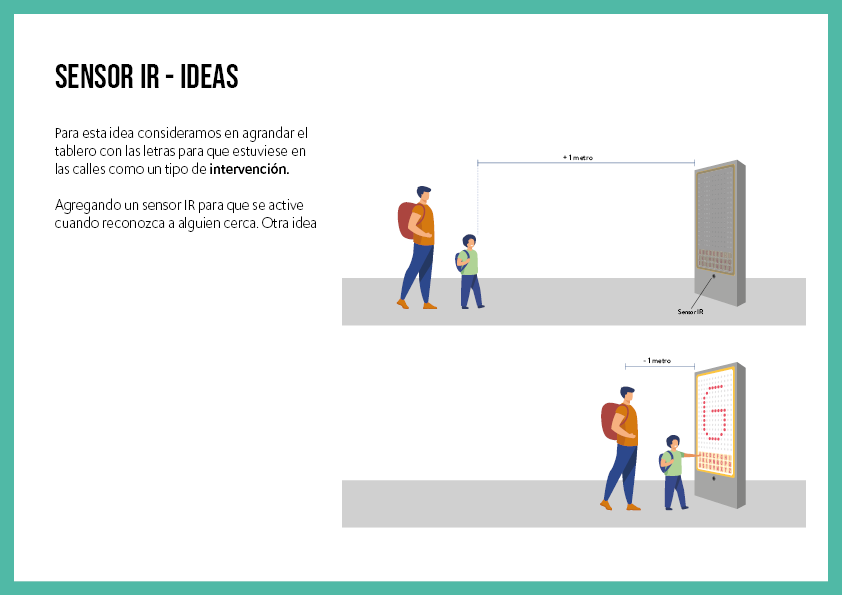 SENSOR IR - IDEAS
Para esta idea consideramos en agrandar el
tablero con las letras para que estuviese en
las calles como un tipo de intervención.
Agregando un sensor IR para que se active
cuando reconozca a alguien cerca. Otra idea
+ 1 metro
Sensor IR
- 1 metro
G